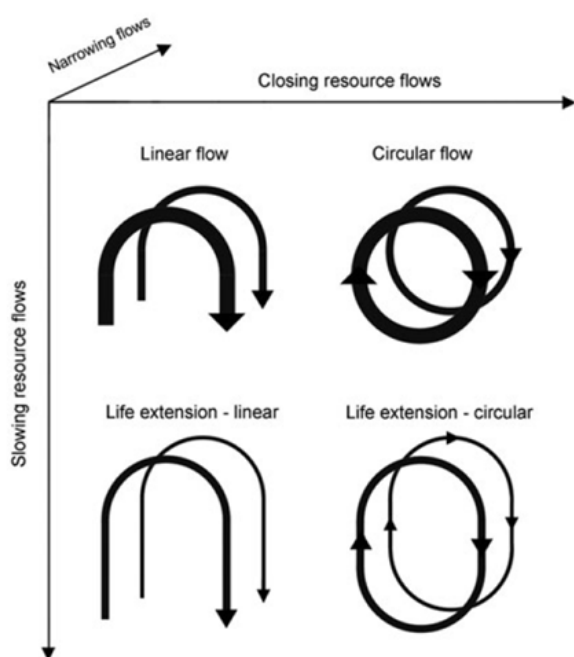 Narrowing flows
Closing resource flows
Linear flow
Circular flow
Slowing resource flows
Life extension - linear
Life extension - circular